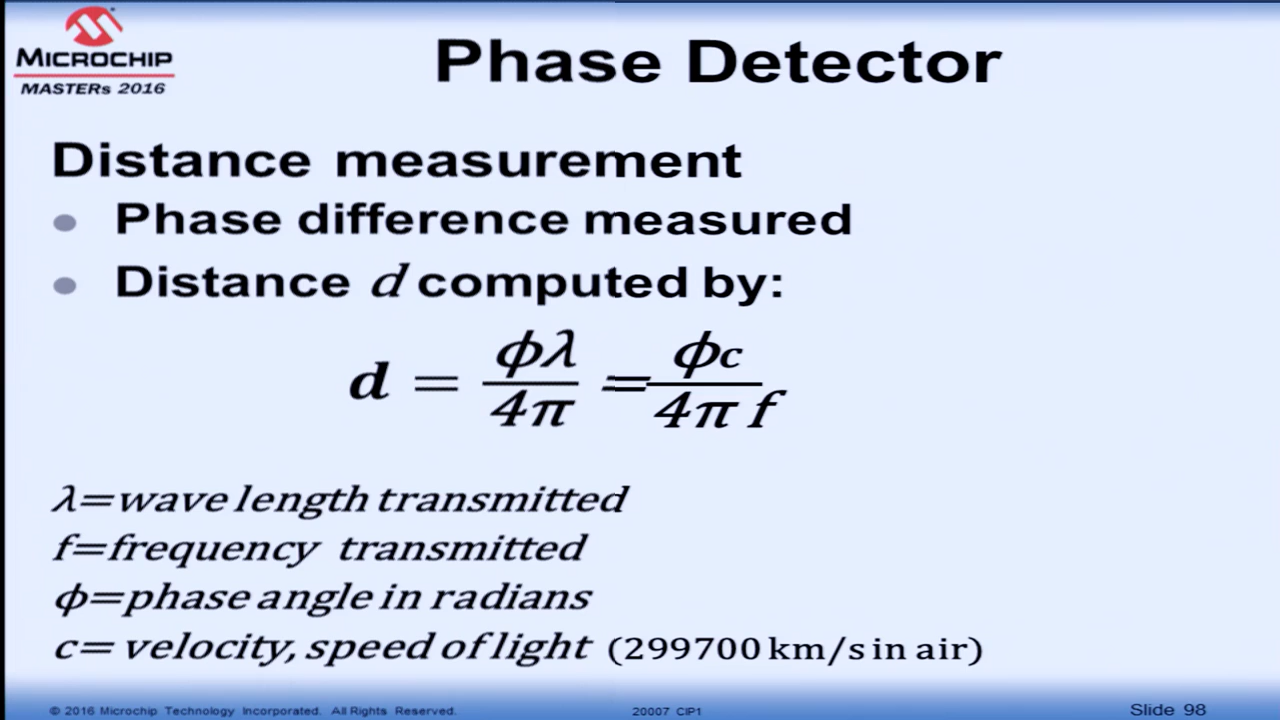 MICROCHIP
MASTERs 2016
Phase Detector
Distance measurement
• Phase difference measured
• Distance d computed by:
d = ϕλ/4π = ϕc/4π f
λ=wave length transmitted
f=frequency transmitted
ϕ=phase angle in radians
c= velocity, speed of light (299700 km/s in air)
© 2016 Microchip Technology Incorporated. All Rights Reserved.
20007 CIP1
Slide 98